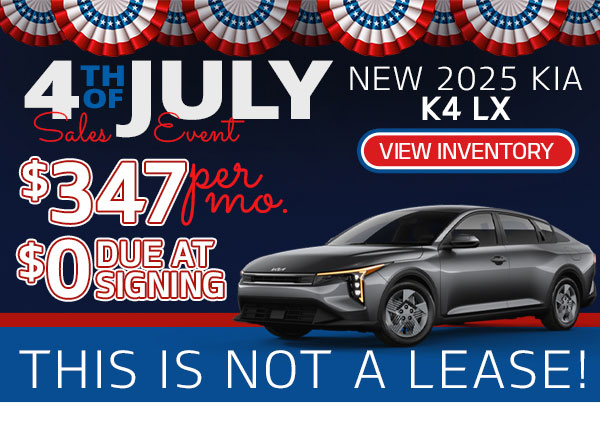 4TH OF JULY
Sales Event
NEW 2025 KIA
K4 LX
VIEW INVENTORY
$347 per mo.
$0 DUE AT SIGNING
KIA
THIS IS NOT A LEASE!